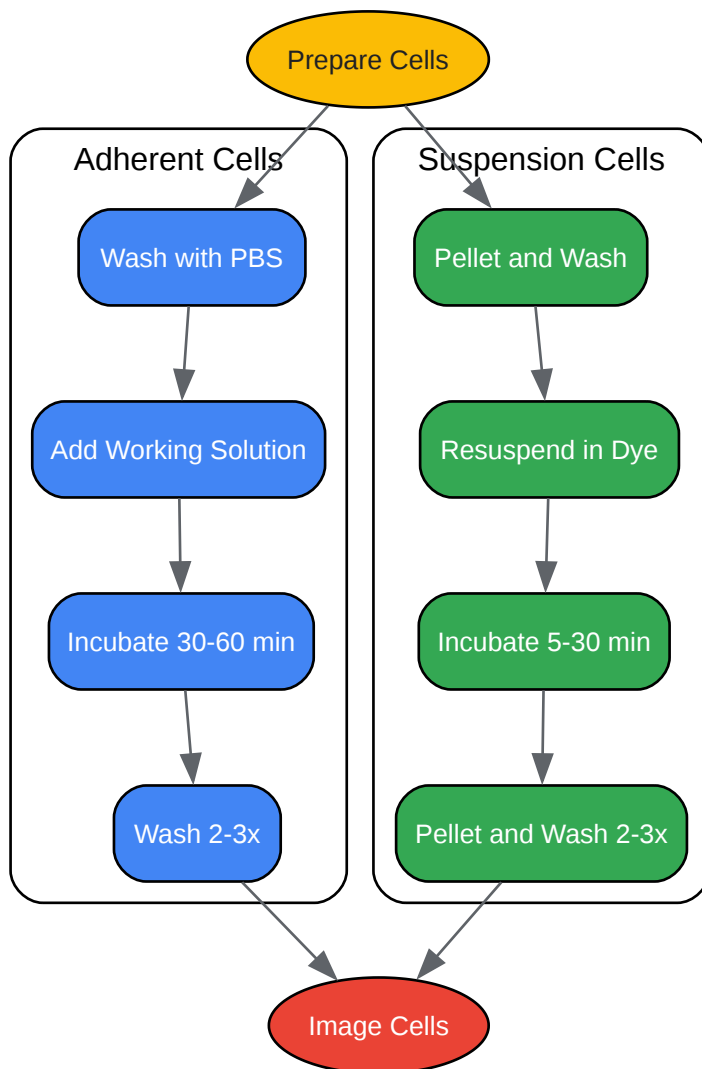 Prepare Cells
Adherent Cells
Wash with PBS
Add Working Solution
Incubate 30-60 min
Wash 2-3x
Suspension Cells
Pellet and Wash
Resuspend in Dye
Incubate 5-30 min
Pellet and Wash 2-3x
Image Cells